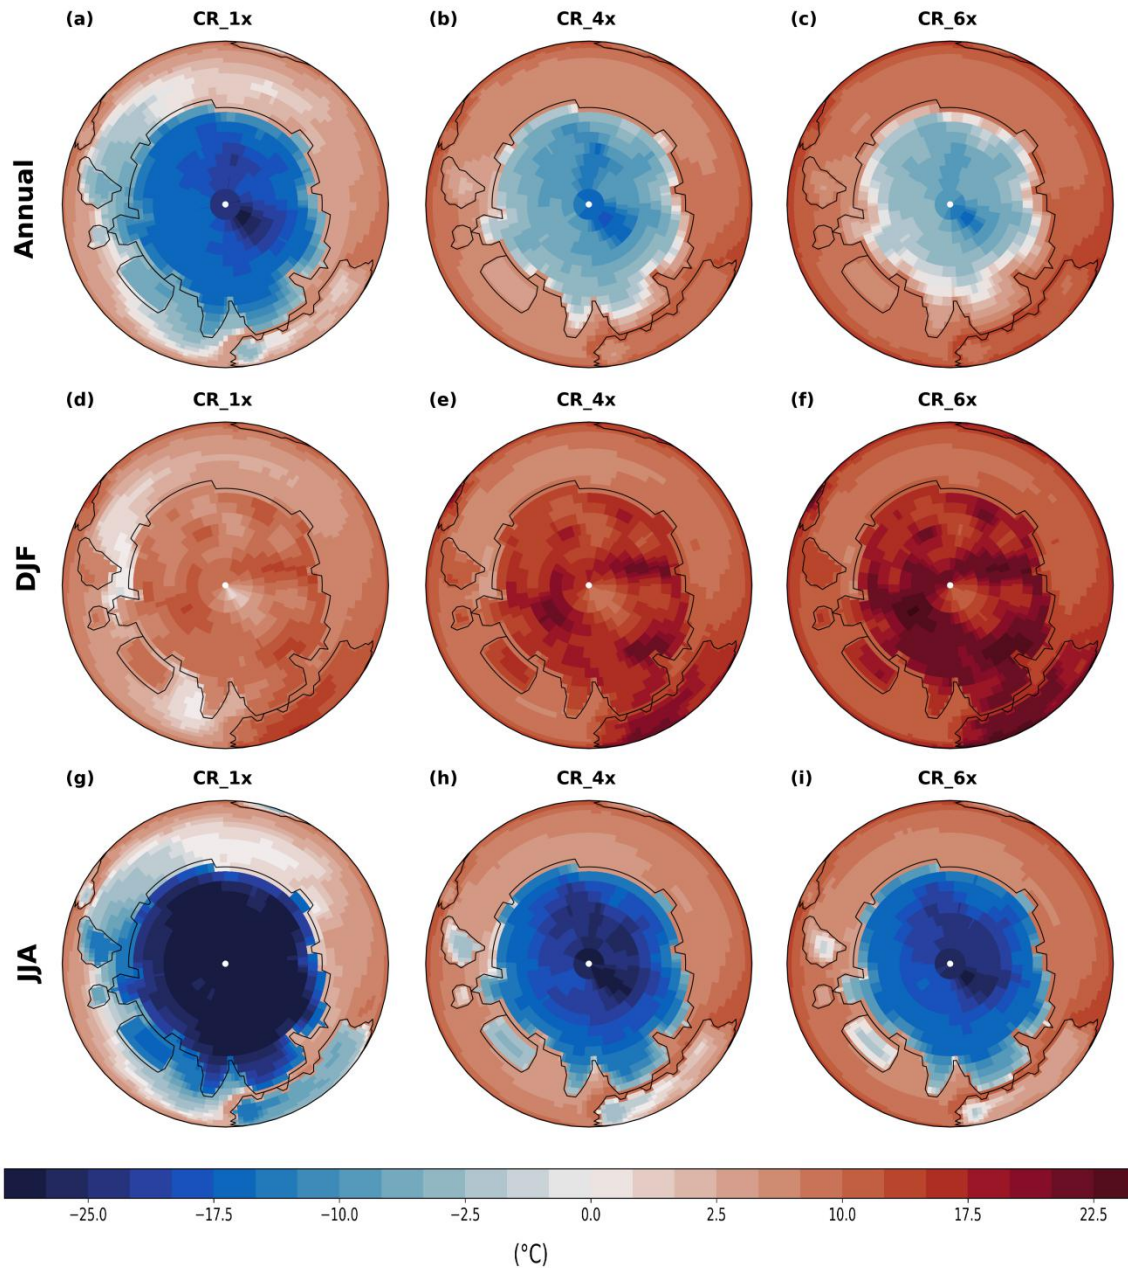 (a) CR_1x (b) CR_4x (c) CR_6x
Annual
(d) CR_1x (e) CR_4x (f) CR_6x
DJF
(g) CR_1x (h) CR_4x (i) CR_6x
JJA
−25.0 −17.5 −10.0 −2.5 0.0 2.5 10.0 17.5 22.5
(°C)